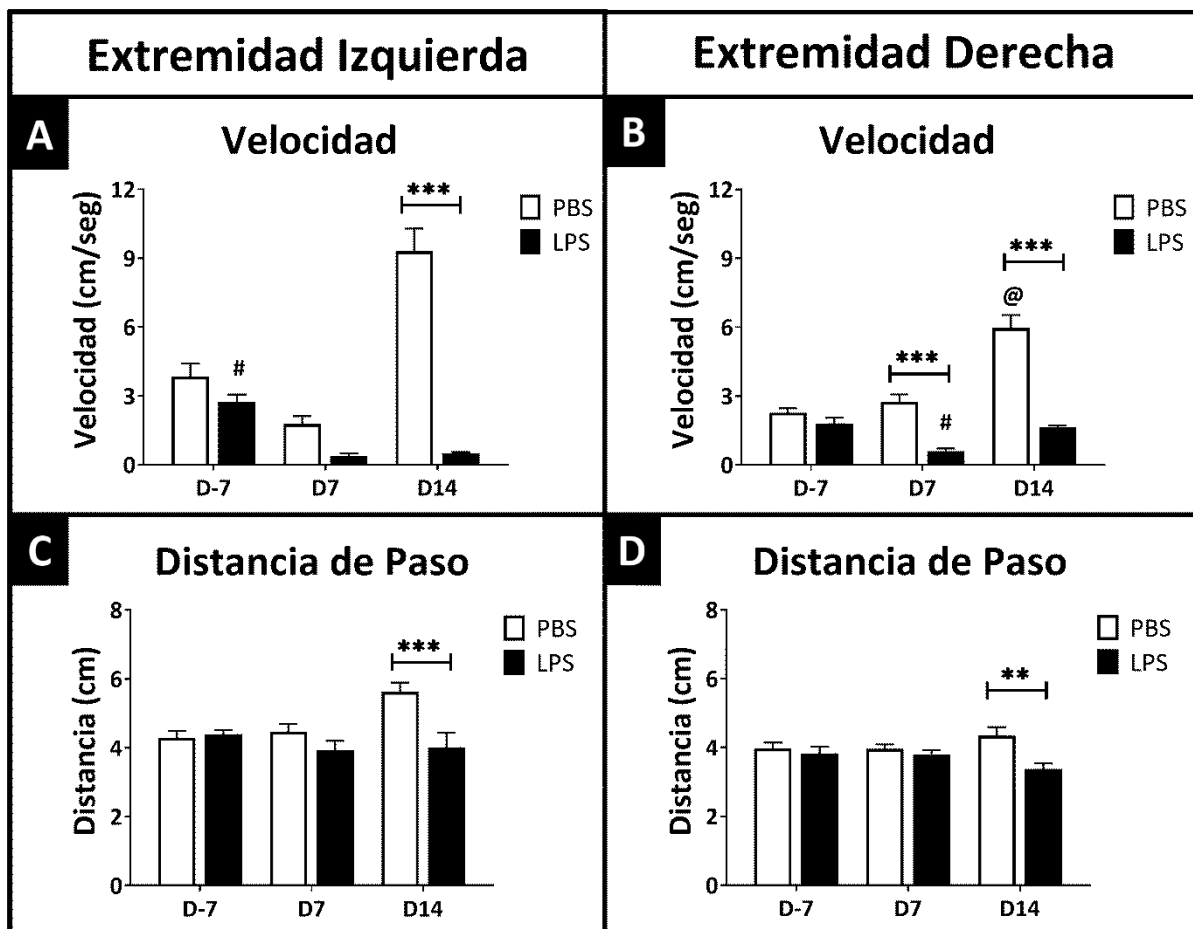 Extremidad Izquierda
Extremidad Derecha
A
Velocidad
Velocidad (cm/seg)
12
9
6
3
0
#
***
PBS
LPS
D-7
D7
D14
B
Velocidad
Velocidad (cm/seg)
12
9
6
3
0
***
#
@
***
PBS
LPS
D-7
D7
D14
C
Distancia de Paso
Distancia (cm)
8
6
4
2
0
***
PBS
LPS
D-7
D7
D14
D
Distancia de Paso
Distancia (cm)
8
6
4
2
0
**
PBS
LPS
D-7
D7
D14